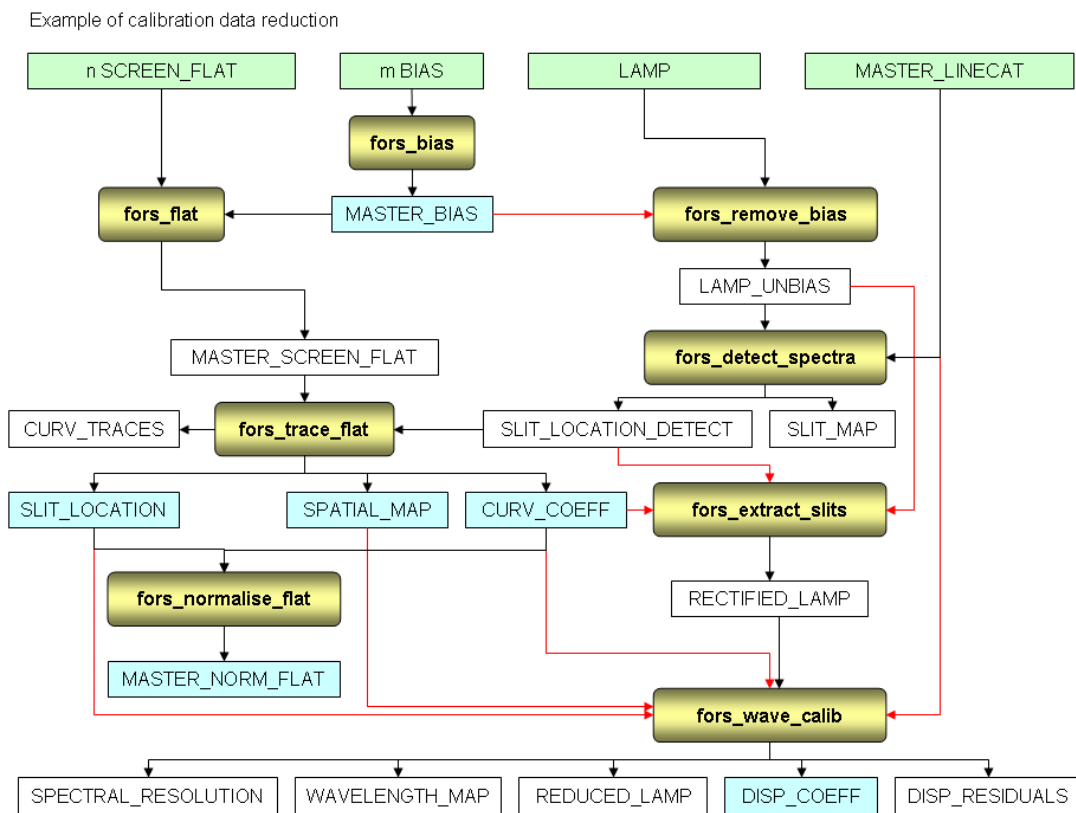 Example of calibration data reduction
n SCREEN_FLAT
m BIAS
LAMP
MASTER_LINECAT
fors_bias
fors_flat
MASTER_BIAS
fors_remove_bias
LAMP_UNBIAS
MASTER_SCREEN_FLAT
fors_detect_spectra
CURV_TRACES
fors_trace_flat
SLIT_LOCATION_DETECT
SLIT_MAP
SLIT_LOCATION
SPATIAL_MAP
CURV_COEFF
fors_extract_slits
fors_normalise_flat
RECTIFIED_LAMP
MASTER_NORM_FLAT
fors_wave_calib
SPECTRAL_RESOLUTION
WAVELENGTH_MAP
REDUCED_LAMP
DISP_COEFF
DISP_RESIDUALS